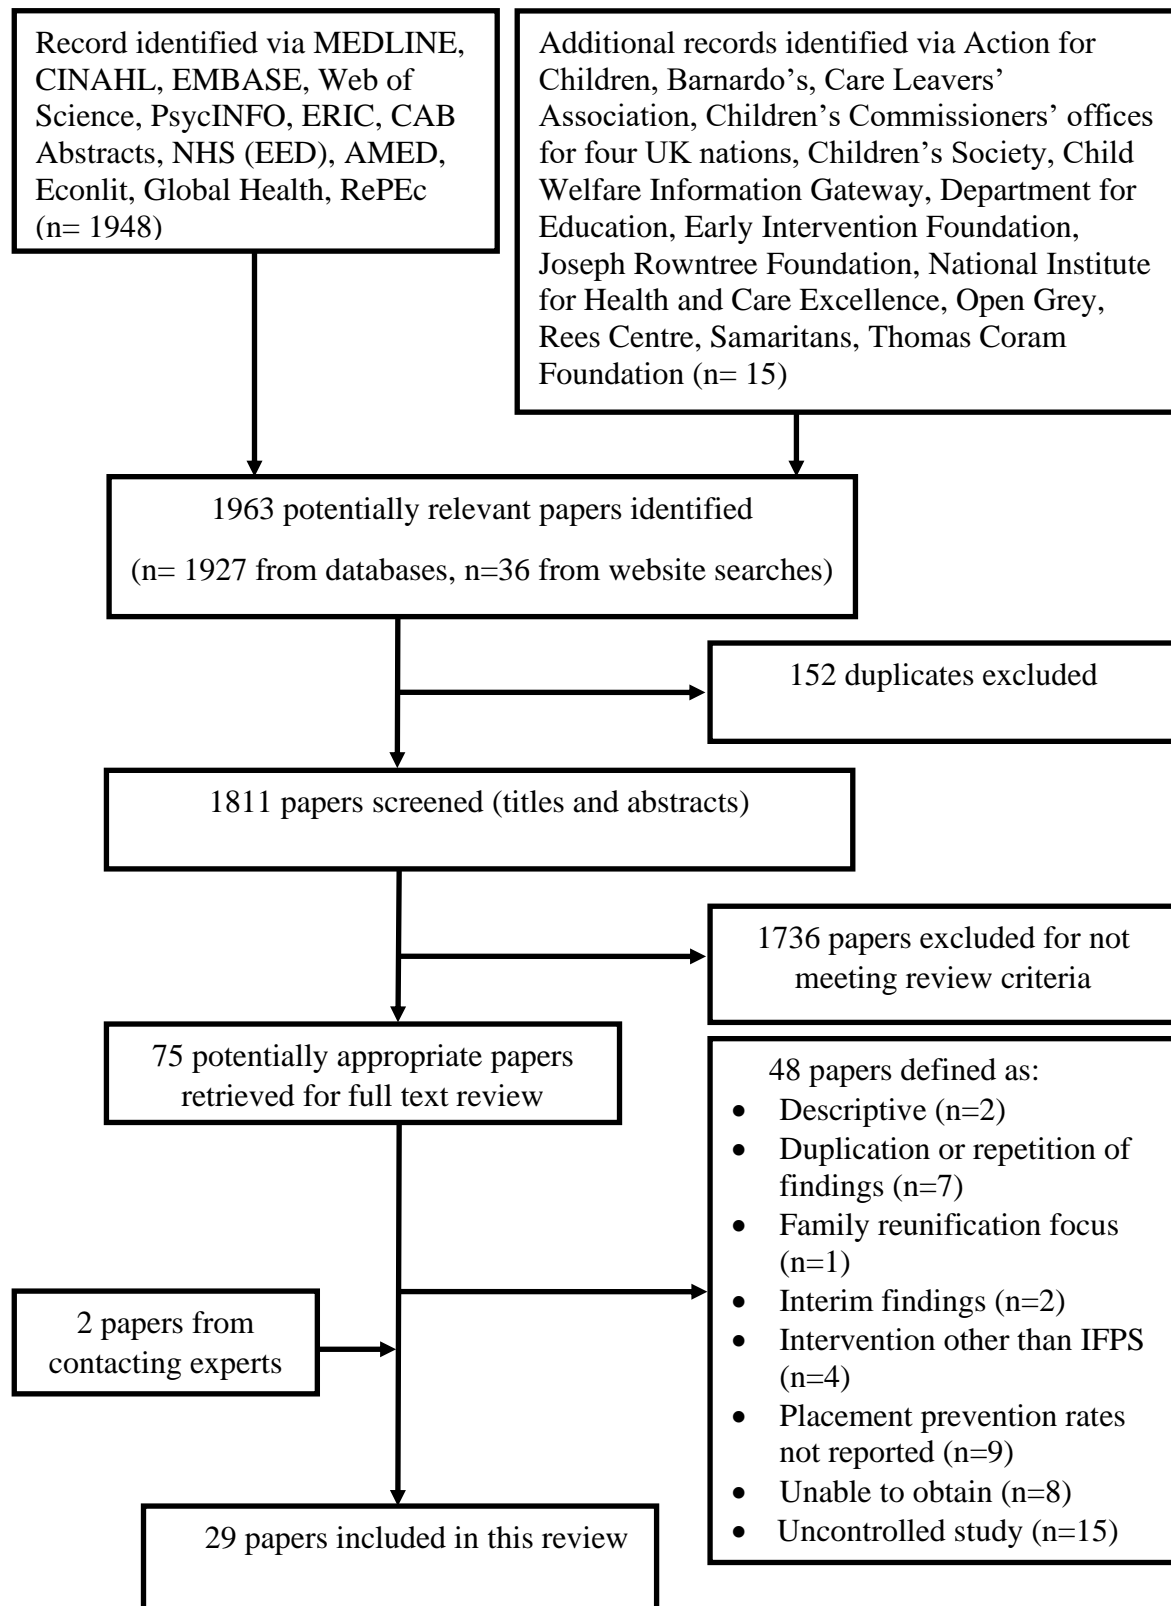 Record identified via MEDLINE,
CINAHL, EMBASE, Web of
Science, PsycINFO, ERIC, CAB
Abstracts, NHS (EED), AMED,
Econlit, Global Health, RePEc
(n= 1948)
Additional records identified via Action for
Children, Barnardo’s, Care Leavers’
Association, Children’s Commissioners’ offices
for four UK nations, Children’s Society, Child
Welfare Information Gateway, Department for
Education, Early Intervention Foundation,
Joseph Rowntree Foundation, National Institute
for Health and Care Excellence, Open Grey,
Rees Centre, Samaritans, Thomas Coram
Foundation (n= 15)
1963 potentially relevant papers identified
(n= 1927 from databases, n=36 from website searches)
152 duplicates excluded
1811 papers screened (titles and abstracts)
1736 papers excluded for not
meeting review criteria
75 potentially appropriate papers
retrieved for full text review
48 papers defined as:
• Descriptive (n=2)
• Duplication or repetition of
findings (n=7)
• Family reunification focus
(n=1)
• Interim findings (n=2)
• Intervention other than IFPS
(n=4)
• Placement prevention rates
not reported (n=9)
• Unable to obtain (n=8)
• Uncontrolled study (n=15)
2 papers from
contacting experts
29 papers included in this review